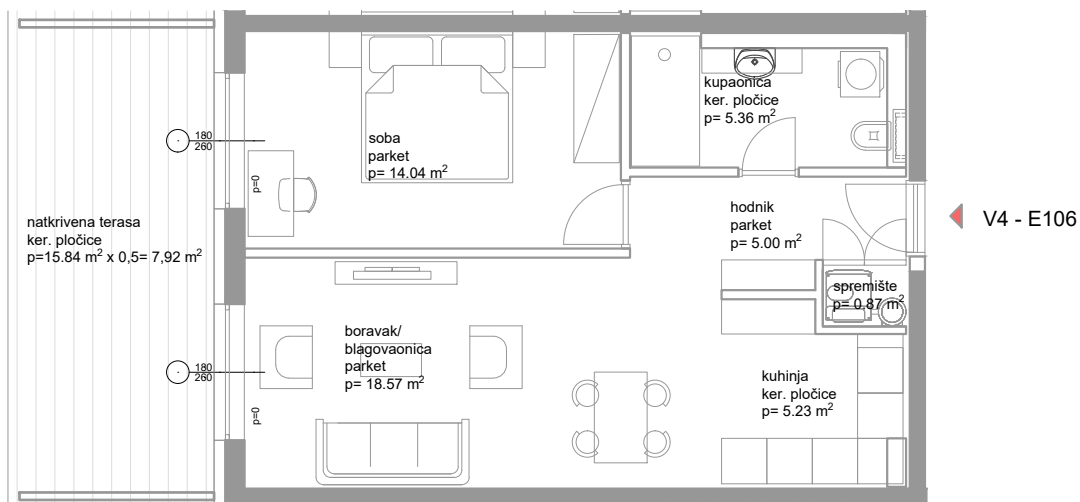 natkrivena terasa
ker. pločice
p=15.84 m² x 0,5= 7,92 m²
180
260
p=0
soba
parket
p= 14.04 m²
kupaonica
ker. pločice
p= 5.36 m²
hodnik
parket
p= 5.00 m²
V4 - E106
spremište
p= 0.87 m²
180
260
p=0
boravak/
blagovaonica
parket
p= 18.57 m²
kuhinja
ker. pločice
p= 5.23 m²